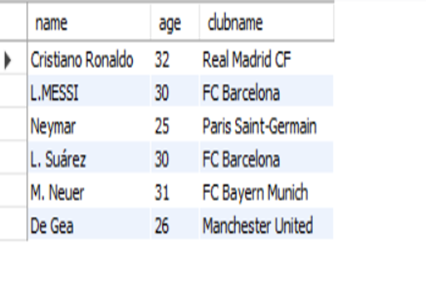 name age clubname
Cristiano Ronaldo 32 Real Madrid CF
L.MESSI 30 FC Barcelona
Neymar 25 Paris Saint-Germain
L. Suárez 30 FC Barcelona
M. Neuer 31 FC Bayern Munich
De Gea 26 Manchester United